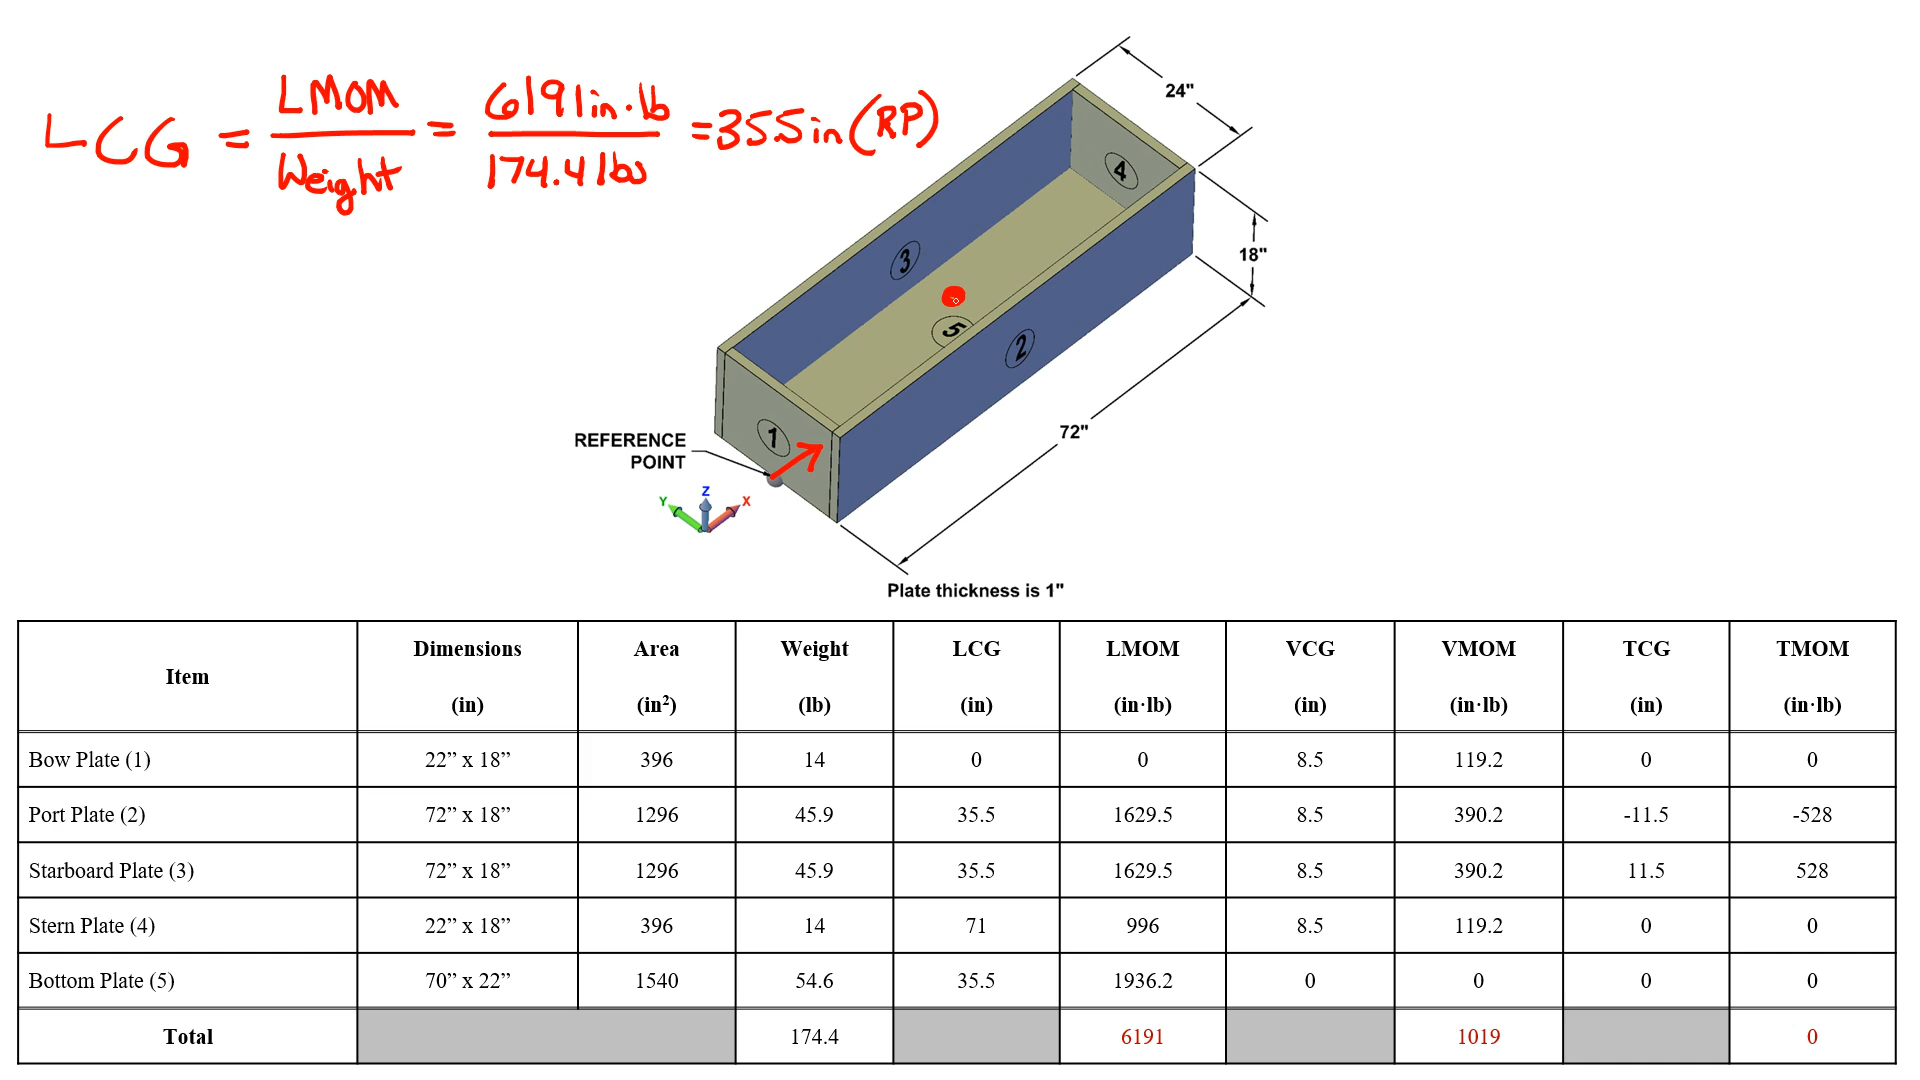 LCG = LMOM / Weight = 6191in·lb / 174.4lbs = 35.5in (RP)
24"
4
3
18"
5
2
72"
1
REFERENCE
POINT
Y Z X
Plate thickness is 1"
Item Dimensions (in) Area (in²) Weight (lb) LCG (in) LMOM (in·lb) VCG (in) VMOM (in·lb) TCG (in) TMOM (in·lb)
Bow Plate (1) 22” x 18” 396 14 0 0 8.5 119.2 0 0
Port Plate (2) 72” x 18” 1296 45.9 35.5 1629.5 8.5 390.2 -11.5 -528
Starboard Plate (3) 72” x 18” 1296 45.9 35.5 1629.5 8.5 390.2 11.5 528
Stern Plate (4) 22” x 18” 396 14 71 996 8.5 119.2 0 0
Bottom Plate (5) 70” x 22” 1540 54.6 35.5 1936.2 0 0 0 0
Total 174.4 6191 1019 0